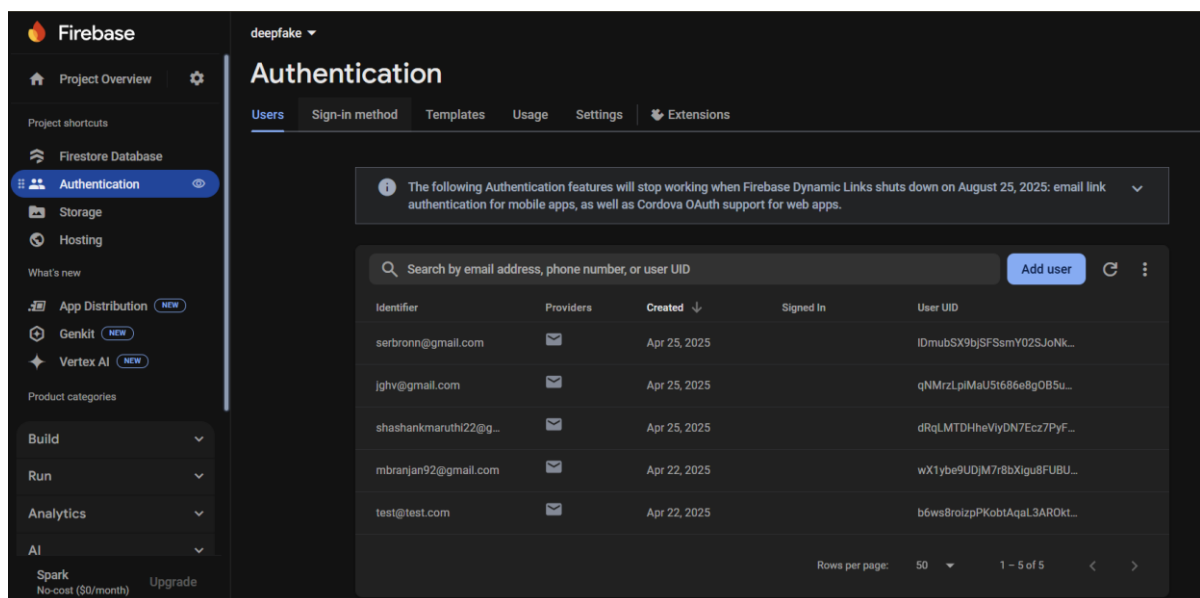 Firebase
Project Overview
Project shortcuts
Firestore Database
Authentication
Storage
Hosting
What's new
App Distribution NEW
Genkit NEW
Vertex AI NEW
Product categories
Build
Run
Analytics
AI
Spark
No-cost ($0/month)
Upgrade
deepfake
Authentication
Users Sign-in method Templates Usage Settings Extensions
The following Authentication features will stop working when Firebase Dynamic Links shuts down on August 25, 2025: email link
authentication for mobile apps, as well as Cordova OAuth support for web apps.
Search by email address, phone number, or user UID Add user
Identifier Providers Created Signed In User UID
serbronn@gmail.com Apr 25, 2025 IDmubSX9bjSFSsmY02SJoNk...
jghv@gmail.com Apr 25, 2025 qNMrzLpiMaU5t686e8gOB5u...
shashankmaruthi22@g... Apr 25, 2025 dRqLMTDHheViyDN7Ecz7PyF...
mbranjan92@gmail.com Apr 22, 2025 wX1ybe9UDjM7r8bXigu8FUBU...
test@test.com Apr 22, 2025 b6ws8roizpPKobtAqaL3AROkt...
Rows per page: 50 1 – 5 of 5